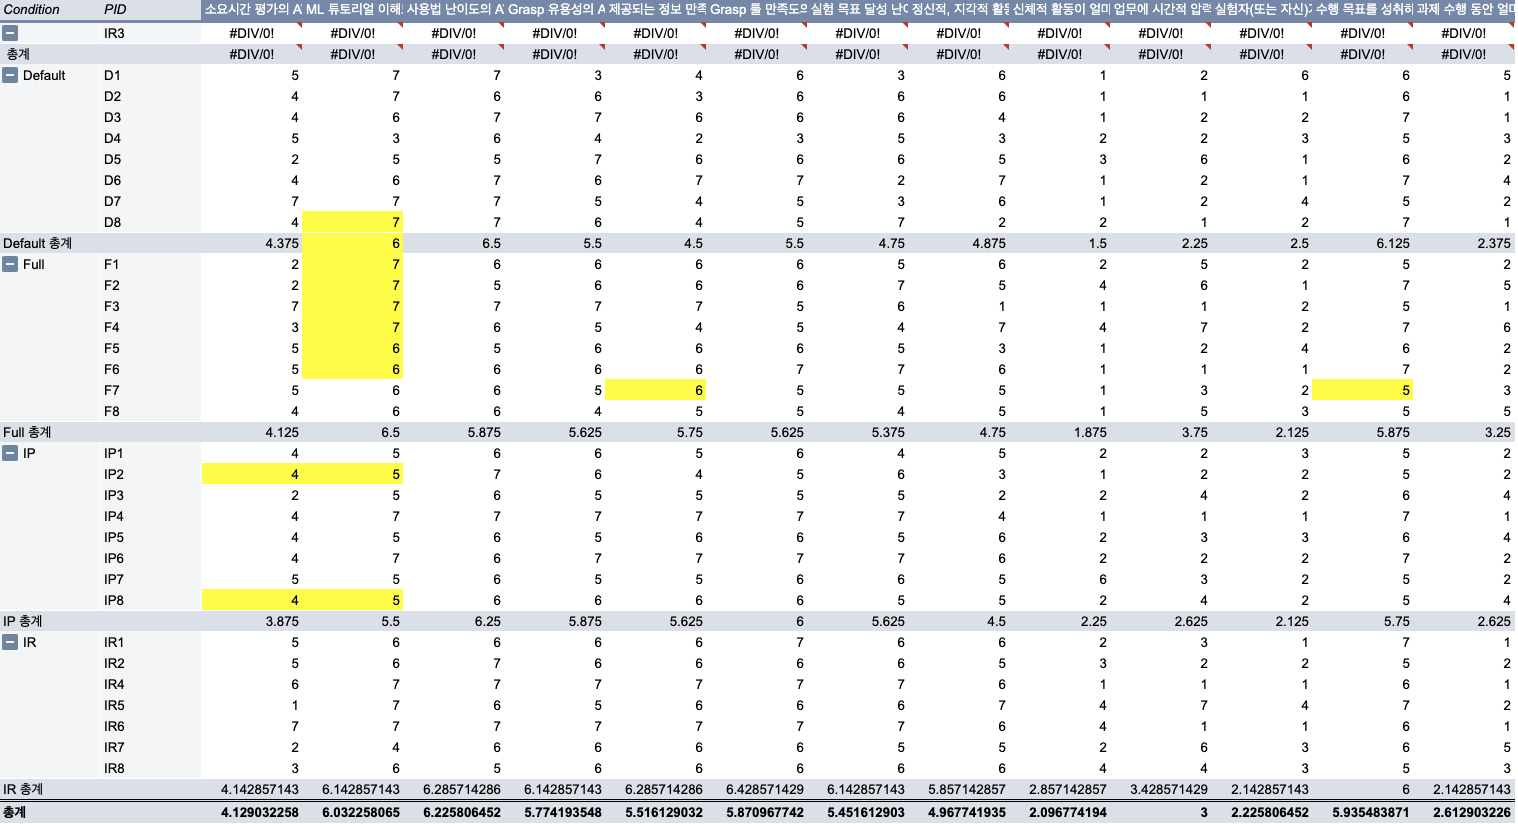 Condition PID 소요시간 평가의 A ML 튜토리얼 이해 사용법 난이도의 A Grasp 유용성의 A 제공되는 정보 만족 Grasp 툴 만족도의 실험 목표 달성 난이 정신적, 지각적 활동 신체적 활동이 얼마 업무에 시간적 압력 실험자(또는 자신) 수행 목표를 성취하 과제 수행 동안 얼마
IR3 #DIV/0! #DIV/0! #DIV/0! #DIV/0! #DIV/0! #DIV/0! #DIV/0! #DIV/0! #DIV/0! #DIV/0! #DIV/0! #DIV/0! #DIV/0!
총계 #DIV/0! #DIV/0! #DIV/0! #DIV/0! #DIV/0! #DIV/0! #DIV/0! #DIV/0! #DIV/0! #DIV/0! #DIV/0! #DIV/0! #DIV/0!
Default D1 5 7 7 3 4 6 3 6 1 2 6 6 5
D2 4 7 6 6 3 6 6 6 1 1 1 6 1
D3 4 6 7 7 6 6 6 4 1 2 2 7 1
D4 5 3 6 4 2 3 5 3 2 2 3 5 3
D5 2 5 5 7 6 6 6 5 3 6 1 6 2
D6 4 6 7 6 7 7 2 7 1 2 1 7 4
D7 7 7 7 5 4 5 3 6 1 2 4 5 2
D8 4 7 7 6 4 5 7 2 2 1 2 7 1
Default 총계 4.375 6 6.5 5.5 4.5 5.5 4.75 4.875 1.5 2.25 2.5 6.125 2.375
Full F1 2 7 6 6 6 6 5 6 2 5 2 5 2
F2 2 7 5 6 6 6 7 5 4 6 1 7 5
F3 7 7 7 7 7 5 6 1 1 1 2 5 1
F4 3 7 6 5 4 5 4 7 4 7 2 7 6
F5 5 6 5 6 6 6 5 3 1 2 4 6 2
F6 5 6 6 6 6 7 7 6 1 1 1 7 2
F7 5 6 6 5 6 5 5 5 1 3 2 5 3
F8 4 6 6 4 5 5 4 5 1 5 3 5 5
Full 총계 4.125 6.5 5.875 5.625 5.75 5.625 5.375 4.75 1.875 3.75 2.125 5.875 3.25
IP IP1 4 5 6 6 5 6 4 5 2 2 3 5 2
IP2 4 5 7 6 4 5 6 3 1 2 2 5 2
IP3 2 5 6 5 5 5 5 2 2 4 2 6 4
IP4 4 7 7 7 7 7 7 4 1 1 1 7 1
IP5 4 5 6 6 6 6 5 6 2 3 3 6 4
IP6 4 7 6 7 7 7 7 6 2 2 2 7 2
IP7 5 5 6 5 5 6 6 5 6 3 2 5 2
IP8 4 5 6 6 6 6 5 5 2 4 2 5 4
IP 총계 3.875 5.5 6.25 5.875 5.625 6 5.625 4.5 2.25 2.625 2.125 5.75 2.625
IR IR1 5 6 6 6 6 7 6 6 2 3 1 7 1
IR2 5 6 7 6 6 6 6 5 3 2 2 5 2
IR4 6 7 7 7 7 7 7 6 1 1 1 6 1
IR5 1 7 6 5 6 6 6 7 4 7 4 7 2
IR6 7 7 7 7 7 7 7 6 4 1 1 6 1
IR7 2 4 6 6 6 6 5 5 2 6 3 6 5
IR8 3 6 5 6 6 6 6 6 4 4 3 5 3
IR 총계 4.142857143 6.142857143 6.285714286 6.142857143 6.285714286 6.428571429 6.142857143 5.857142857 2.857142857 3.428571429 2.142857143 6 2.142857143
총계 4.129032258 6.032258065 6.225806452 5.774193548 5.516129032 5.870967742 5.451612903 4.967741935 2.096774194 3 2.225806452 5.935483871 2.612903226